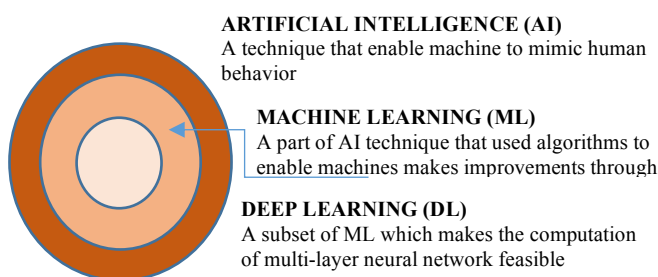 ARTIFICIAL INTELLIGENCE (AI)
A technique that enable machine to mimic human
behavior
MACHINE LEARNING (ML)
A part of AI technique that used algorithms to
enable machines makes improvements through
DEEP LEARNING (DL)
A subset of ML which makes the computation
of multi-layer neural network feasible